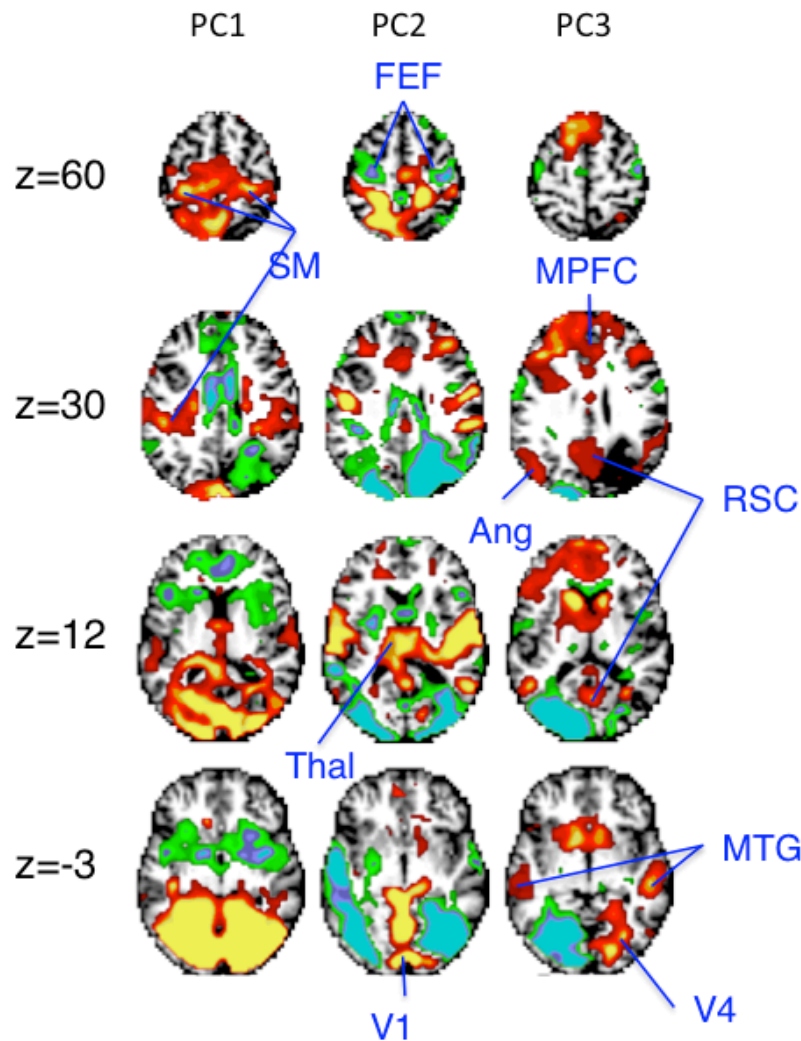 PC1 PC2 PC3
FEF
z=60
SM
MPFC
z=30
Ang
RSC
z=12
Thal
z=-3
MTG
V1
V4